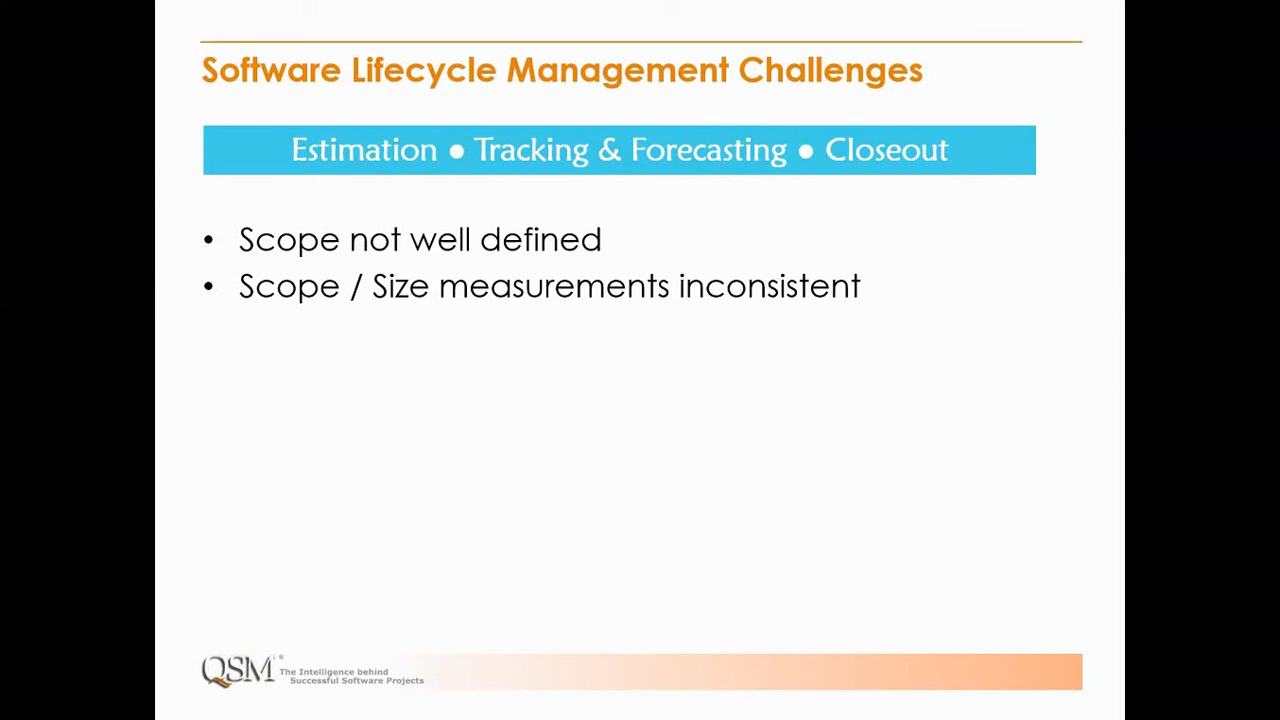 Software Lifecycle Management Challenges
Estimation ● Tracking & Forecasting ● Closeout
• Scope not well defined
• Scope / Size measurements inconsistent
QSM® The Intelligence behind
Successful Software Projects